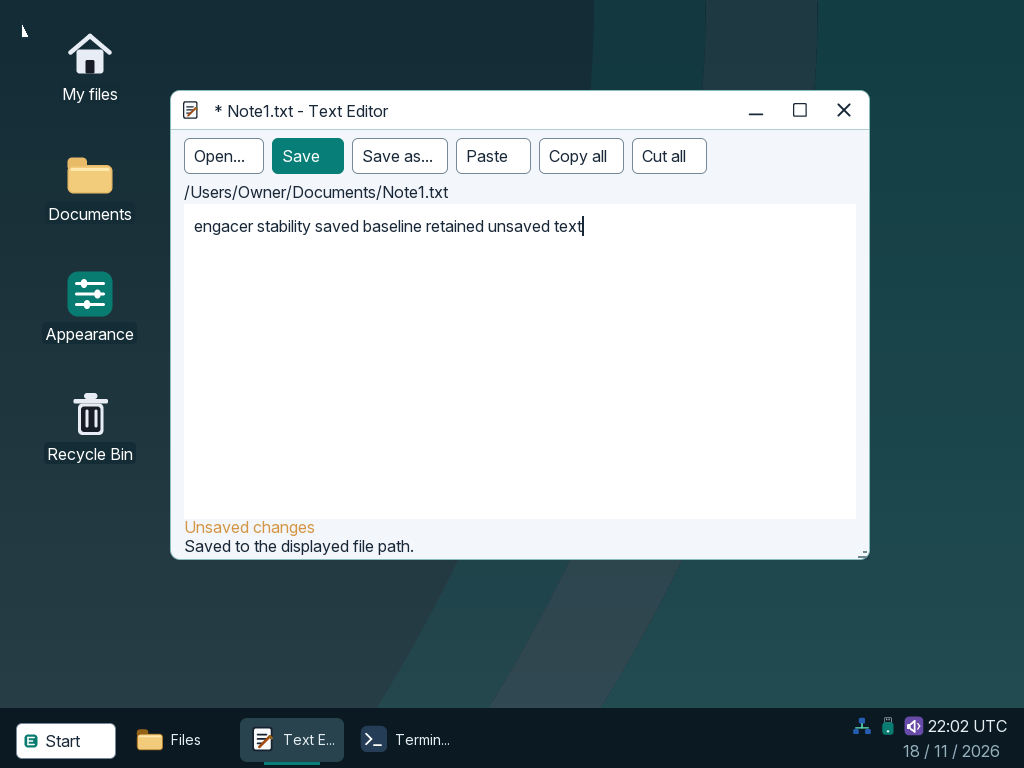 My files
Documents
Appearance
Recycle Bin
* Note1.txt - Text Editor
Open... Save Save as... Paste Copy all Cut all
/Users/Owner/Documents/Note1.txt
engacer stability saved baseline retained unsaved text
Unsaved changes
Saved to the displayed file path.
Start Files Text E... Termin... 22:02 UTC
18 / 11 / 2026